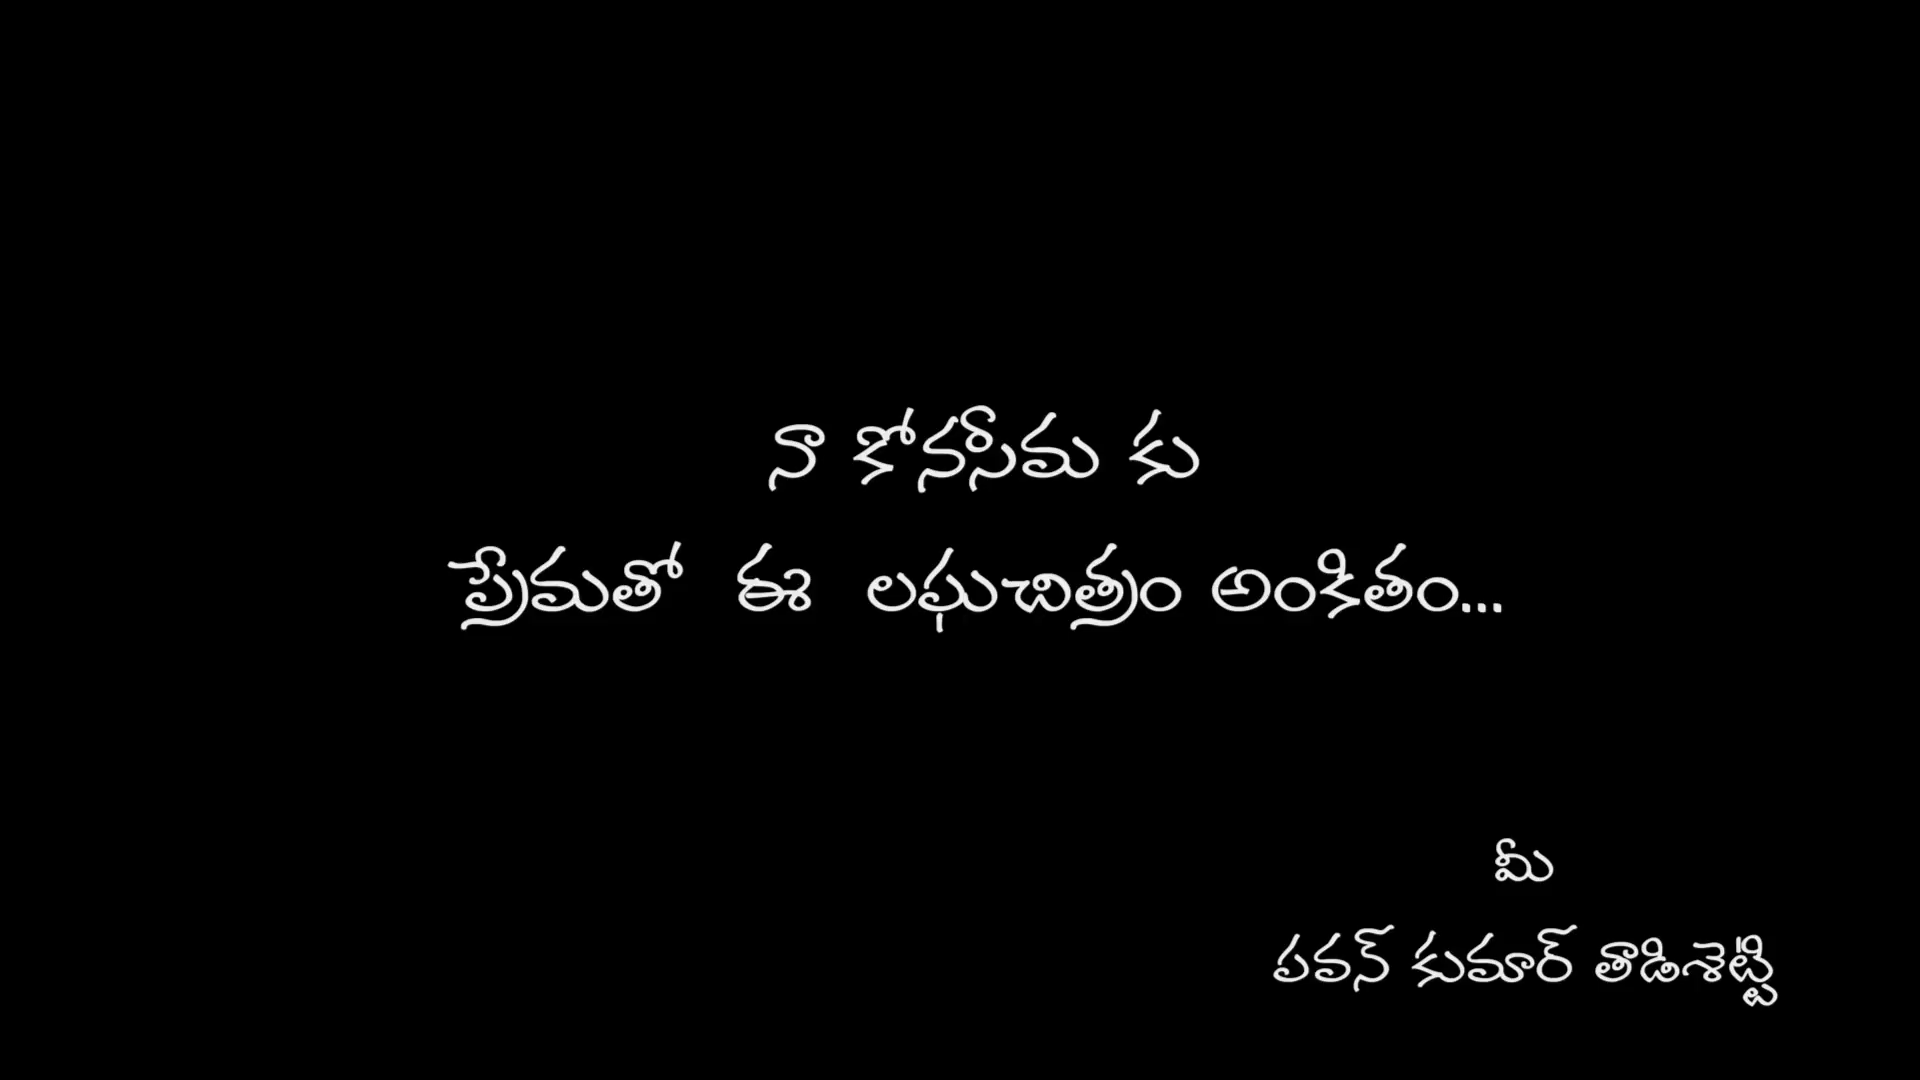 నా కోనసీమ కు
ప్రేమతో ఈ లఘుచిత్రం అంకితం...
మీ
పవన్ కుమార్ తాడిశెట్టి